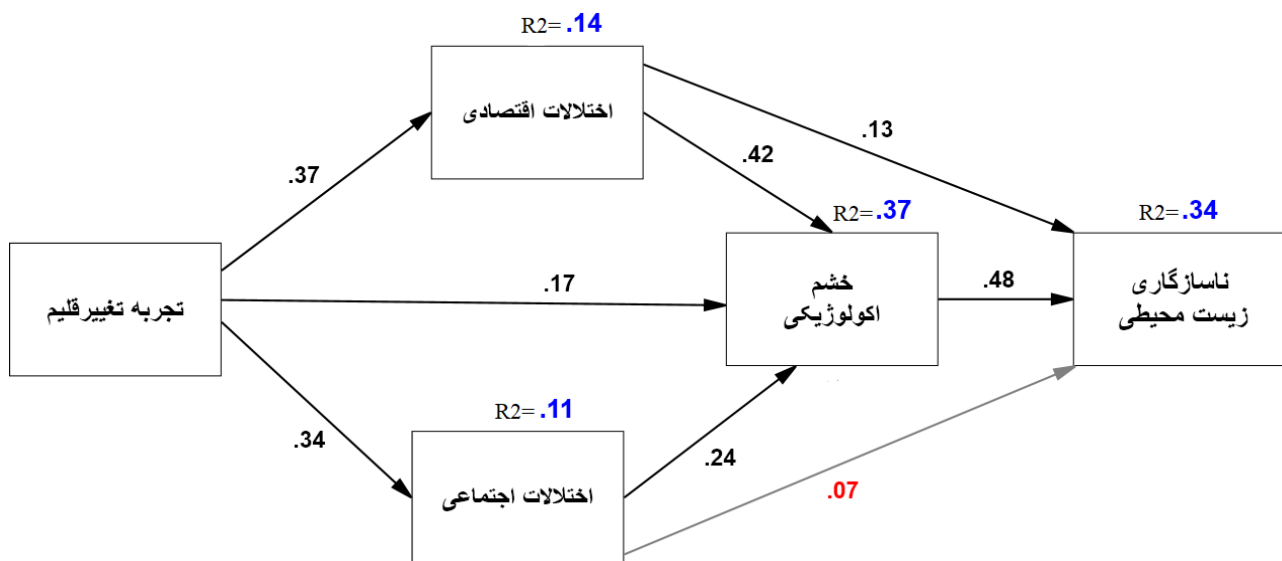 R2= .14
اختلالات اقتصادی
.13
.37
.42
R2= .37
R2= .34
تجربه تغییرقلیم
.17
خشم
اکولوژیکی
.48
ناسازگاری
زیست محیطی
R2= .11
.34
.24
اختلالات اجتماعی
.07